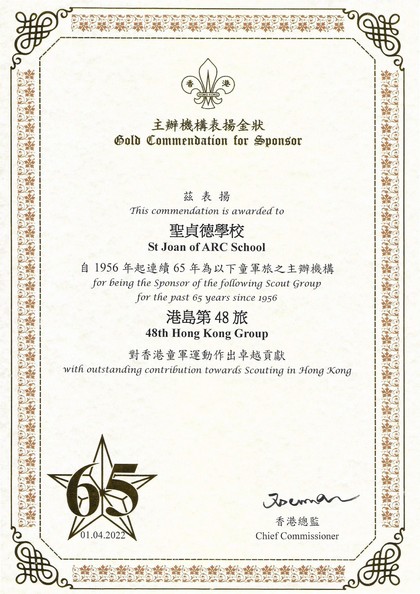 香 港
主辦機構表揚金狀
Gold Commendation for Sponsor
茲表揚
This commendation is awarded to
聖貞德學校
St Joan of ARC School
自 1956 年起連續 65 年為以下童軍旅之主辦機構
for being the Sponsor of the following Scout Group
for the past 65 years since 1956
港島第 48 旅
48th Hong Kong Group
對香港童軍運動作出卓越貢獻
with outstanding contribution towards Scouting in Hong Kong
65
01.04.2022
香港總監
Chief Commissioner